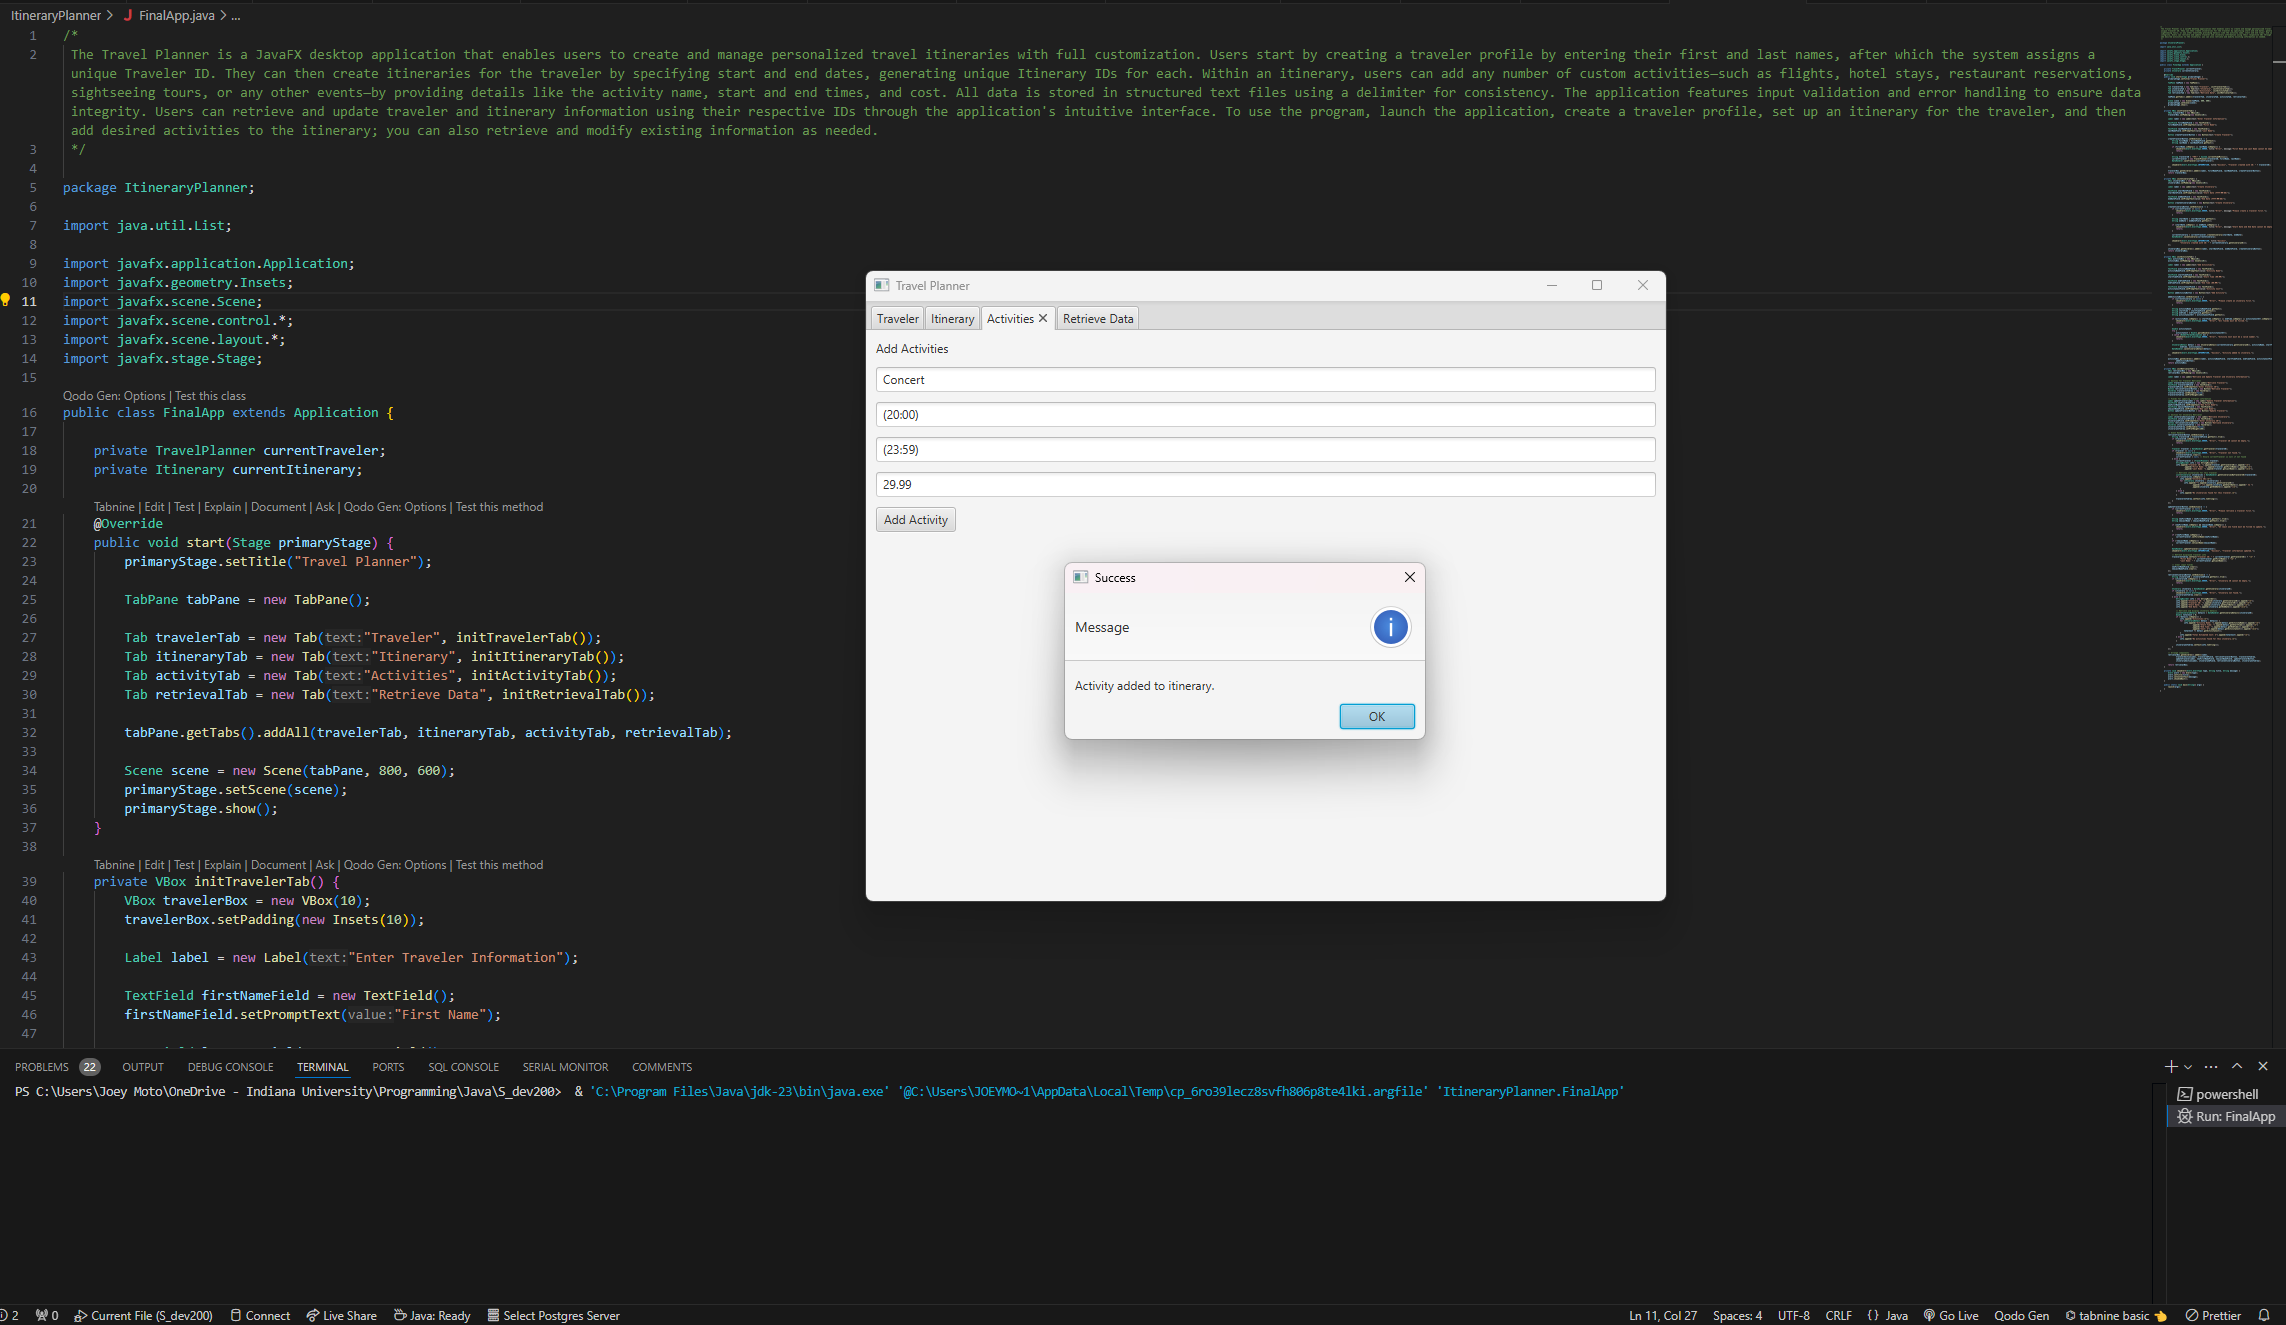 ItineraryPlanner > J FinalApp.java > ...
1 /*
2 The Travel Planner is a JavaFX desktop application that enables users to create and manage personalized travel itineraries with full customization. Users start by creating a traveler profile by entering their first and last names, after which the system assigns a
unique Traveler ID. They can then create itineraries for the traveler by specifying start and end dates, generating unique Itinerary IDs for each. Within an itinerary, users can add any number of custom activities—such as flights, hotel stays, restaurant reservations,
sightseeing tours, or any other events—by providing details like the activity name, start and end times, and cost. All data is stored in structured text files using a delimiter for consistency. The application features input validation and error handling to ensure data
integrity. Users can retrieve and update traveler and itinerary information using their respective IDs through the application's intuitive interface. To use the program, launch the application, create a traveler profile, set up an itinerary for the traveler, and then
add desired activities to the itinerary; you can also retrieve and modify existing information as needed.
3 */
4
5 package ItineraryPlanner;
6
7 import java.util.List;
8
9 import javafx.application.Application;
10 import javafx.geometry.Insets;
11 import javafx.scene.Scene;
12 import javafx.scene.control.*;
13 import javafx.scene.layout.*;
14 import javafx.stage.Stage;
15
Qodo Gen: Options | Test this class
16 public class FinalApp extends Application {
17
18 private TravelPlanner currentTraveler;
19 private Itinerary currentItinerary;
20
Tabnine | Edit | Test | Explain | Document | Ask | Qodo Gen: Options | Test this method
21 @Override
22 public void start(Stage primaryStage) {
23 primaryStage.setTitle("Travel Planner");
24
25 TabPane tabPane = new TabPane();
26
27 Tab travelerTab = new Tab(text:"Traveler", initTravelerTab());
28 Tab itineraryTab = new Tab(text:"Itinerary", initItineraryTab());
29 Tab activityTab = new Tab(text:"Activities", initActivityTab());
30 Tab retrievalTab = new Tab(text:"Retrieve Data", initRetrievalTab());
31
32 tabPane.getTabs().addAll(travelerTab, itineraryTab, activityTab, retrievalTab);
33
34 Scene scene = new Scene(tabPane, 800, 600);
35 primaryStage.setScene(scene);
36 primaryStage.show();
37 }
38
Tabnine | Edit | Test | Explain | Document | Ask | Qodo Gen: Options | Test this method
39 private VBox initTravelerTab() {
40 VBox travelerBox = new VBox(10);
41 travelerBox.setPadding(new Insets(10));
42
43 Label label = new Label(text:"Enter Traveler Information");
44
45 TextField firstNameField = new TextField();
46 firstNameField.setPromptText(value:"First Name");
47
Travel Planner
Traveler Itinerary Activities Retrieve Data
Add Activities
Concert
(20:00)
(23:59)
29.99
Add Activity
Success
Message
Activity added to itinerary.
OK
PROBLEMS 22 OUTPUT DEBUG CONSOLE TERMINAL PORTS SQL CONSOLE SERIAL MONITOR COMMENTS
PS C:\Users\Joey Moto\OneDrive - Indiana University\Programming\Java\S_dev200> & 'C:\Program Files\Java\jdk-23\bin\java.exe' '@C:\Users\JOEYMO~1\AppData\Local\Temp\cp_6ro39lecz8svfh806p8te4lki.argfile' 'ItineraryPlanner.FinalApp'
powershell
Run: FinalApp
2 0 Current File (S_dev200) Connect Live Share Java: Ready Select Postgres Server Ln 11, Col 27 Spaces: 4 UTF-8 CRLF {} Java Go Live Qodo Gen tabnine basic Prettier